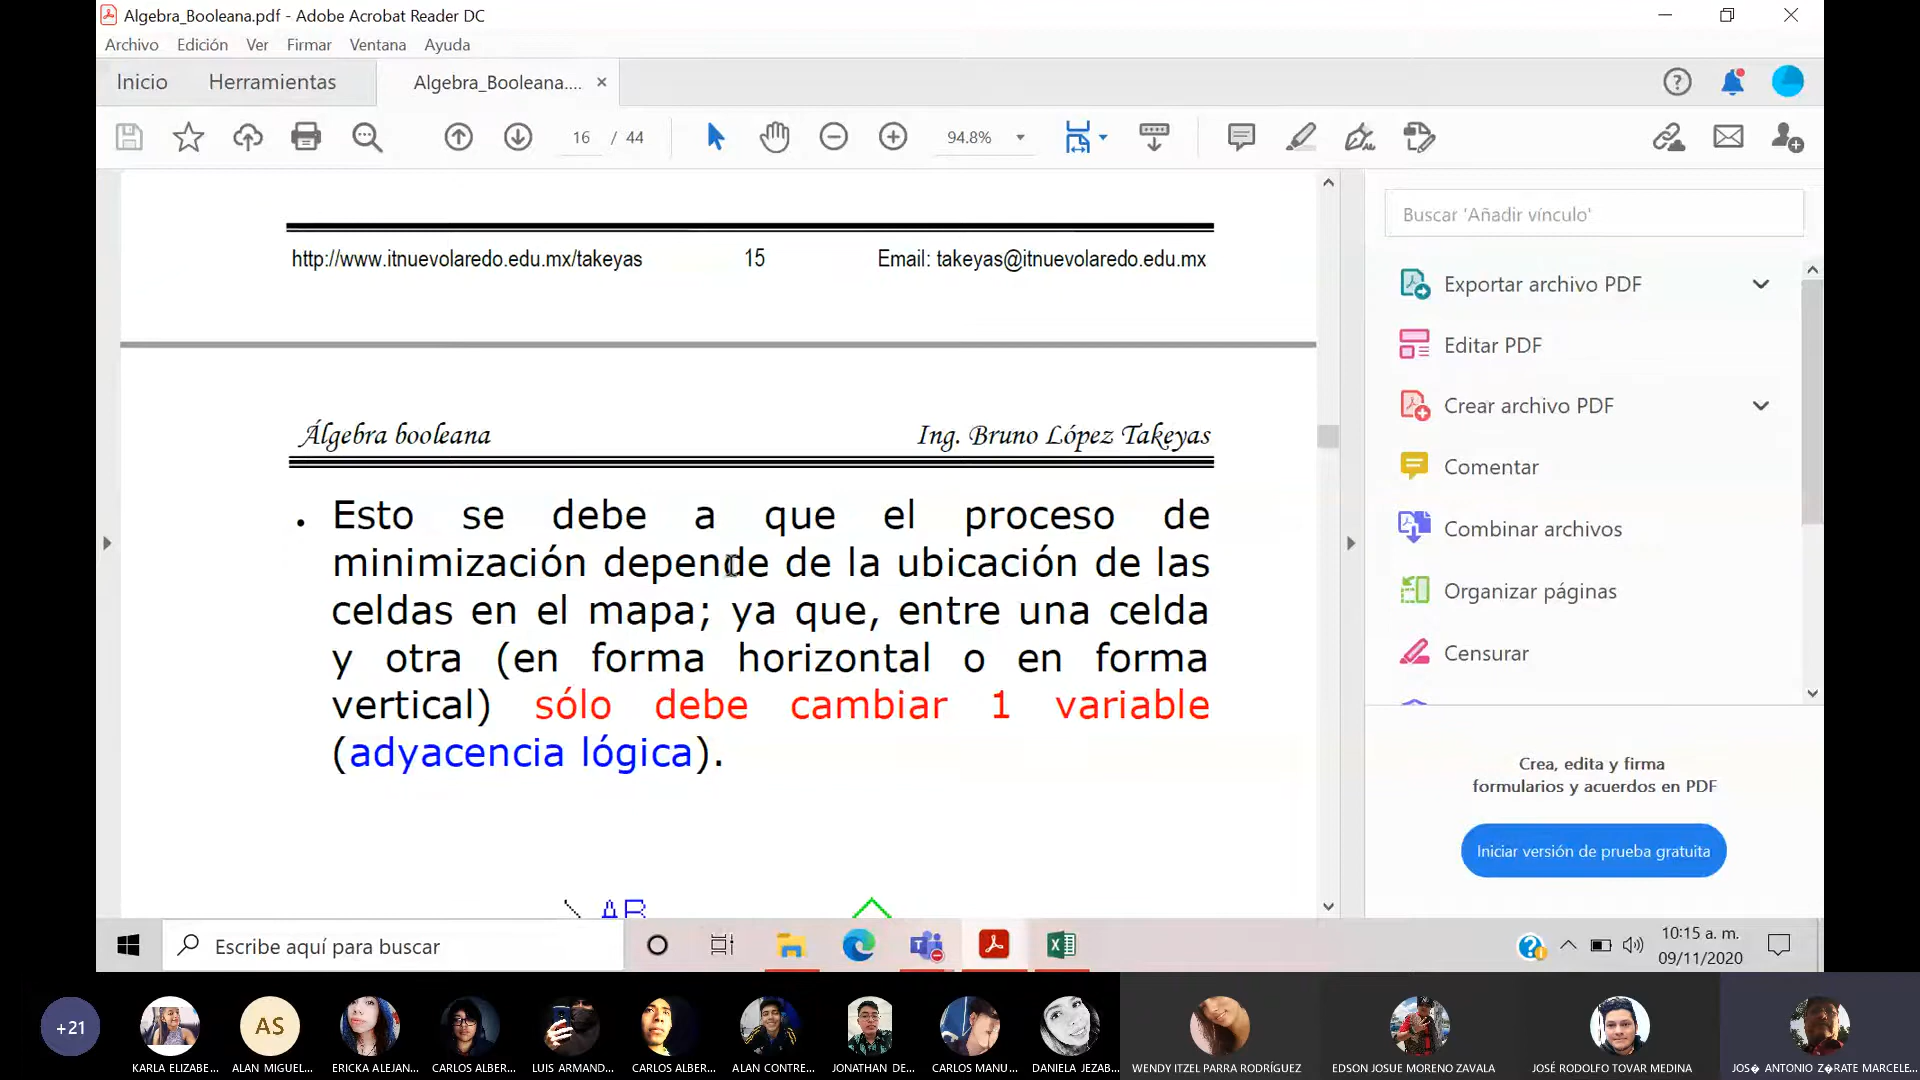 Algebra_Booleana.pdf - Adobe Acrobat Reader DC
Archivo Edición Ver Firmar Ventana Ayuda
Inicio Herramientas Algebra_Booleana.... ×
16 / 44 94.8%
http://www.itnuevolaredo.edu.mx/takeyas 15 Email: takeyas@itnuevolaredo.edu.mx
Álgebra booleana Ing. Bruno López Takeyas
• Esto se debe a que el proceso de
minimización depende de la ubicación de las
celdas en el mapa; ya que, entre una celda
y otra (en forma horizontal o en forma
vertical) sólo debe cambiar 1 variable
(adyacencia lógica).
AB
Buscar 'Añadir vínculo'
Exportar archivo PDF
Editar PDF
Crear archivo PDF
Comentar
Combinar archivos
Organizar páginas
Censurar
Crea, edita y firma
formularios y acuerdos en PDF
Iniciar versión de prueba gratuita
Escribe aquí para buscar
10:15 a. m.
09/11/2020
+21
AS
KARLA ELIZABE... ALAN MIGUEL... ERICKA ALEJAN... CARLOS ALBER... LUIS ARMAND... CARLOS ALBER... ALAN CONTRE... JONATHAN DE... CARLOS MANU... DANIELA JEZAB... WENDY ITZEL PARRA RODRÍGUEZ EDSON JOSUE MORENO ZAVALA JOSÉ RODOLFO TOVAR MEDINA JOS� ANTONIO Z�RATE MARCELE...